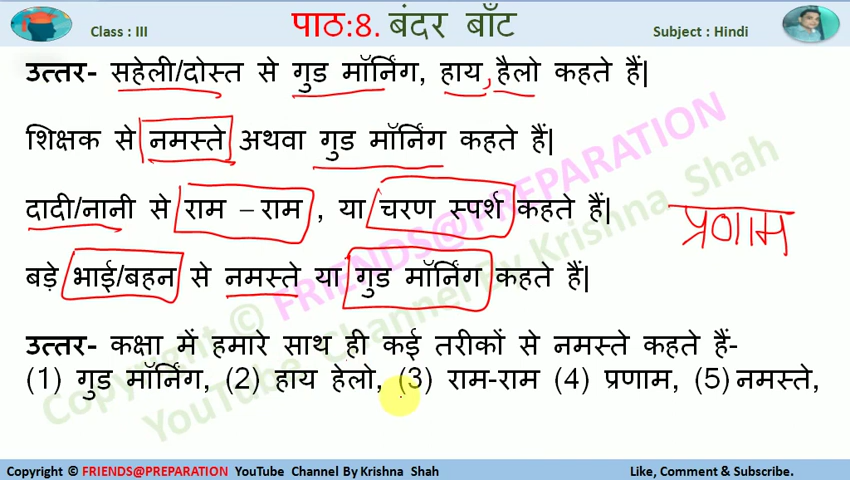 Class : III
पाठ:8. बंदर बाँट
Subject : Hindi
उत्तर- सहेली/दोस्त से गुड मॉर्निंग, हाय, हैलो कहते हैं|
शिक्षक से नमस्ते अथवा गुड मॉर्निंग कहते हैं|
दादी/नानी से राम – राम , या चरण स्पर्श कहते हैं|
प्रणाम
बड़े भाई/बहन से नमस्ते या गुड मॉर्निंग कहते हैं|
उत्तर- कक्षा में हमारे साथ ही कई तरीकों से नमस्ते कहते हैं-
(1) गुड मॉर्निंग, (2) हाय हेलो, (3) राम-राम (4) प्रणाम, (5) नमस्ते,
Copyright © FRIENDS@PREPARATION
YouTube Channel By Krishna Shah
Copyright © FRIENDS@PREPARATION YouTube Channel By Krishna Shah
Like, Comment & Subscribe.